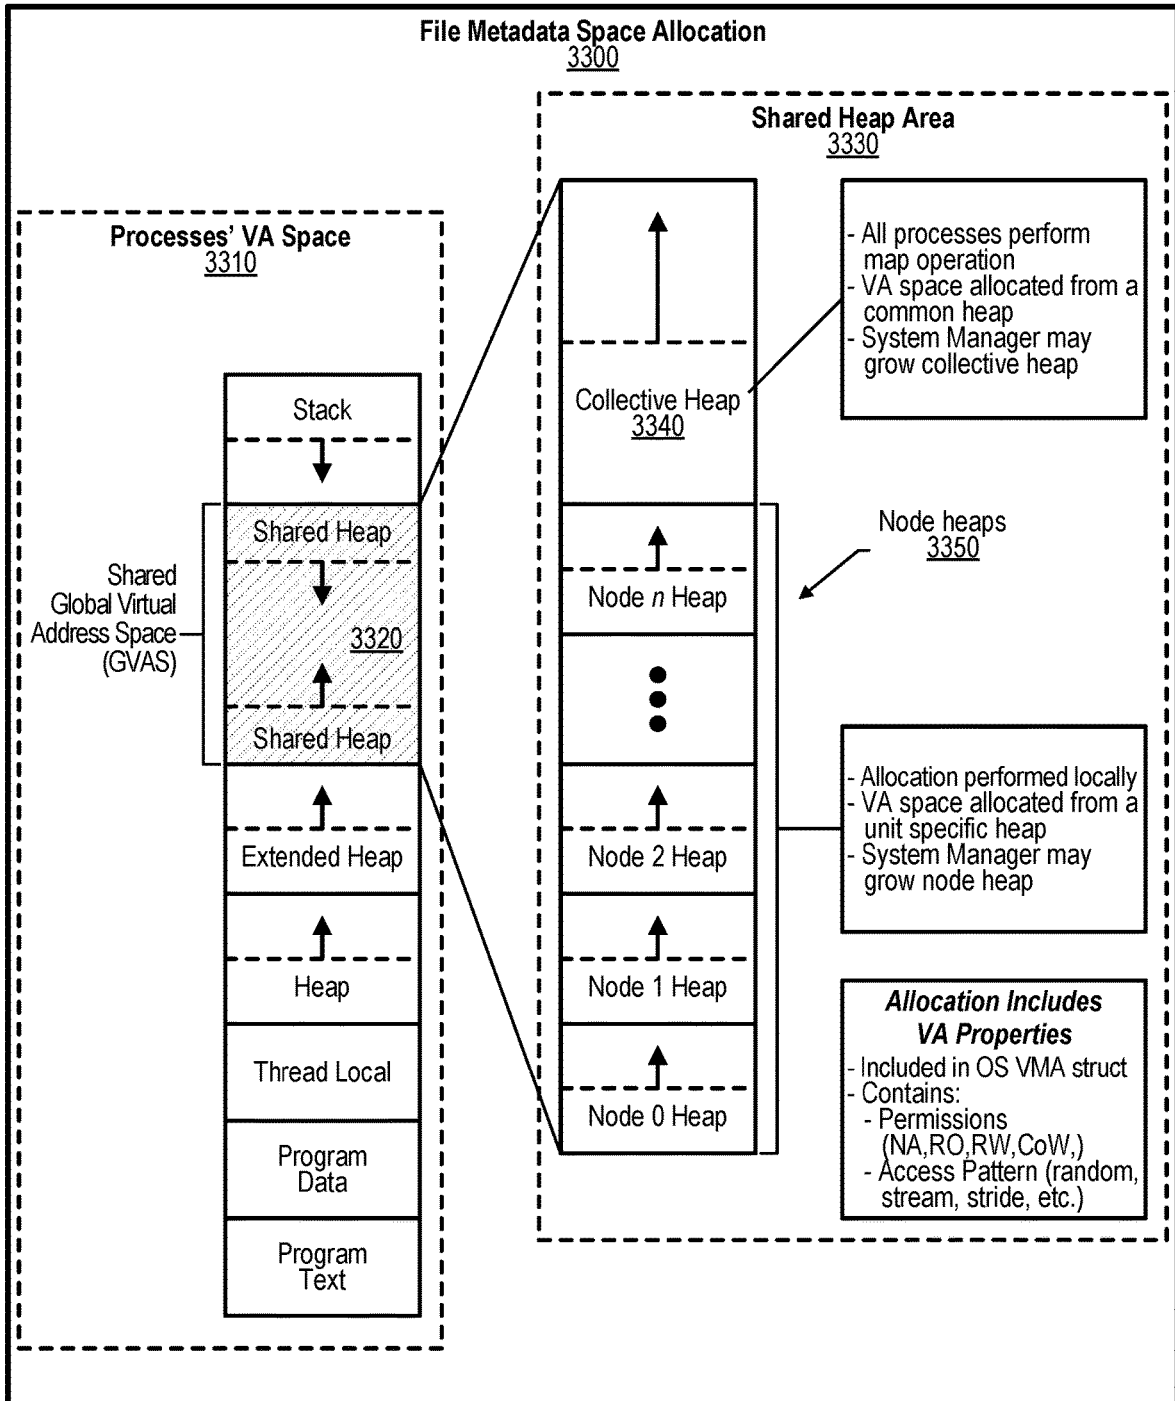 File Metadata Space Allocation
3300
Processes' VA Space
3310
Stack
Shared Heap
3320
Shared Heap
Shared
Global Virtual
Address Space
(GVAS)
Extended Heap
Heap
Thread Local
Program
Data
Program
Text
Shared Heap Area
3330
Collective Heap
3340
Node n Heap
Node 2 Heap
Node 1 Heap
Node 0 Heap
- All processes perform
map operation
- VA space allocated from a
common heap
- System Manager may
grow collective heap
Node heaps
3350
- Allocation performed locally
- VA space allocated from a
unit specific heap
- System Manager may
grow node heap
Allocation Includes
VA Properties
- Included in OS VMA struct
- Contains:
- Permissions
(NA,RO,RW,CoW,)
- Access Pattern (random,
stream, stride, etc.)